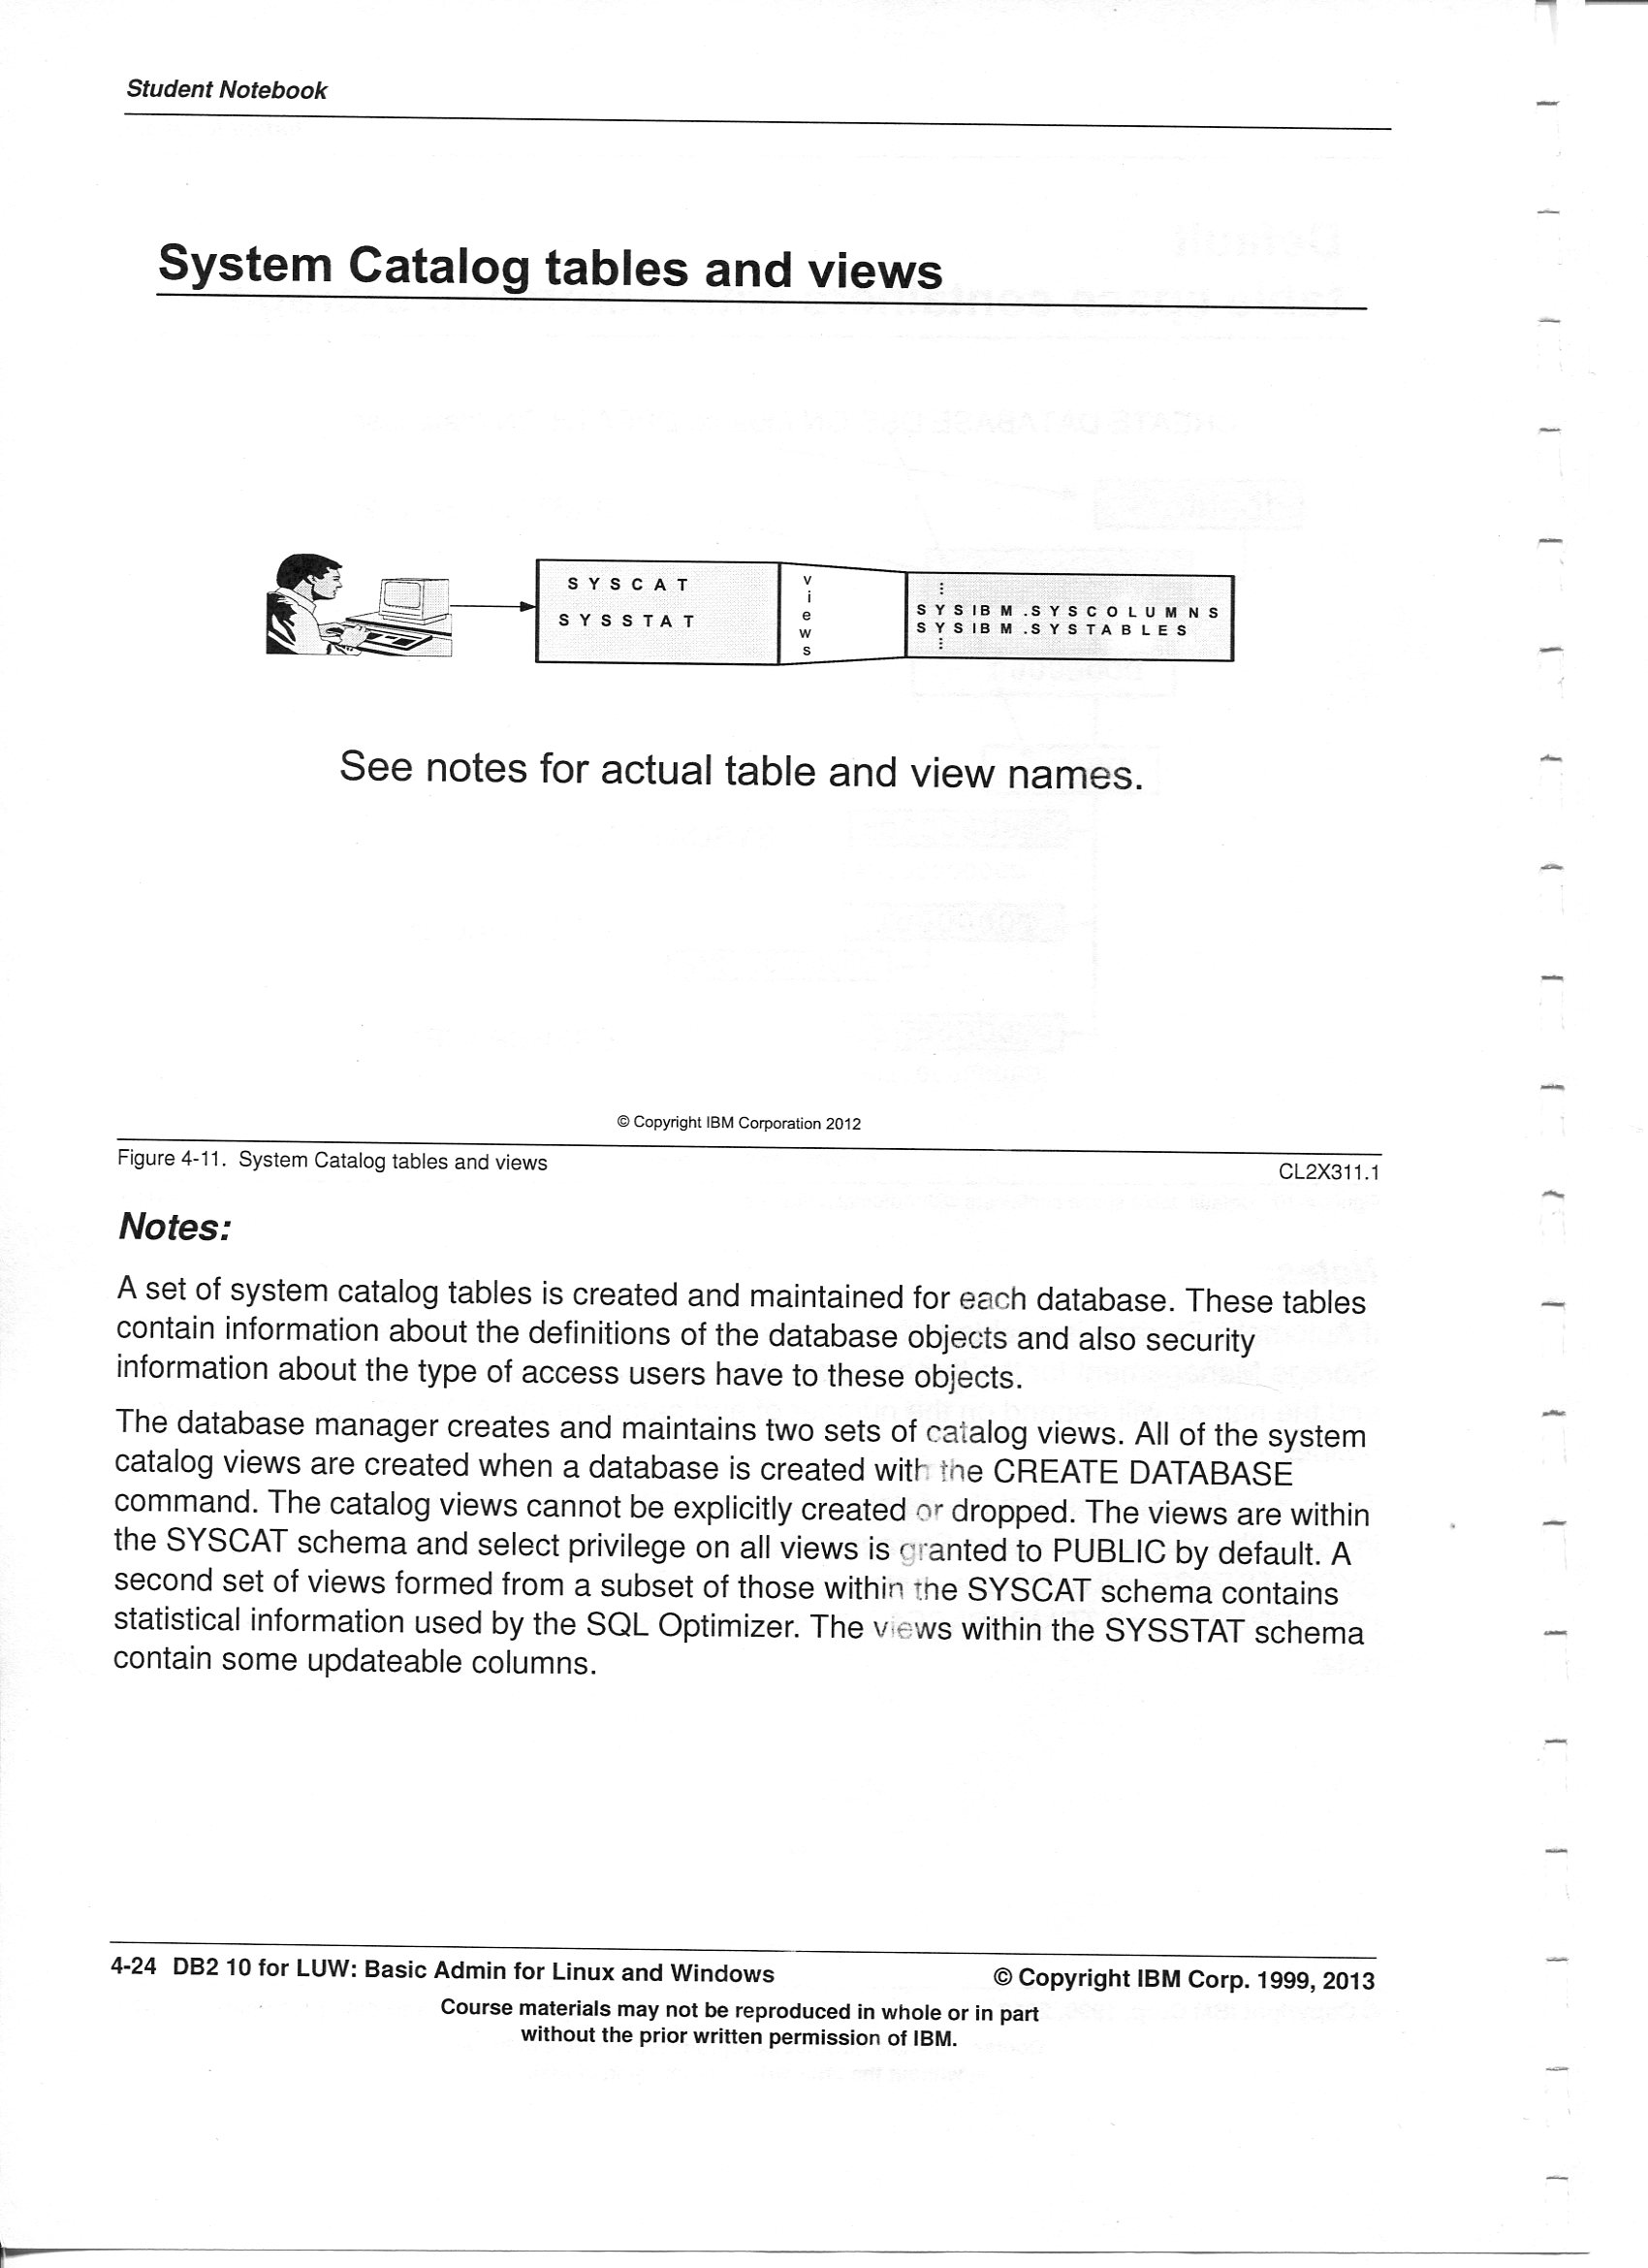 Student Notebook
System Catalog tables and views
SYSCAT
SYSSTAT
views
⋮
SYSIBM.SYSCOLUMNS
SYSIBM.SYSTABLES
⋮
See notes for actual table and view names.
© Copyright IBM Corporation 2012
Figure 4-11. System Catalog tables and views
CL2X311.1
Notes:
A set of system catalog tables is created and maintained for each database. These tables
contain information about the definitions of the database objects and also security
information about the type of access users have to these objects.
The database manager creates and maintains two sets of catalog views. All of the system
catalog views are created when a database is created with the CREATE DATABASE
command. The catalog views cannot be explicitly created or dropped. The views are within
the SYSCAT schema and select privilege on all views is granted to PUBLIC by default. A
second set of views formed from a subset of those within the SYSCAT schema contains
statistical information used by the SQL Optimizer. The views within the SYSSTAT schema
contain some updateable columns.
4-24 DB2 10 for LUW: Basic Admin for Linux and Windows
© Copyright IBM Corp. 1999, 2013
Course materials may not be reproduced in whole or in part
without the prior written permission of IBM.